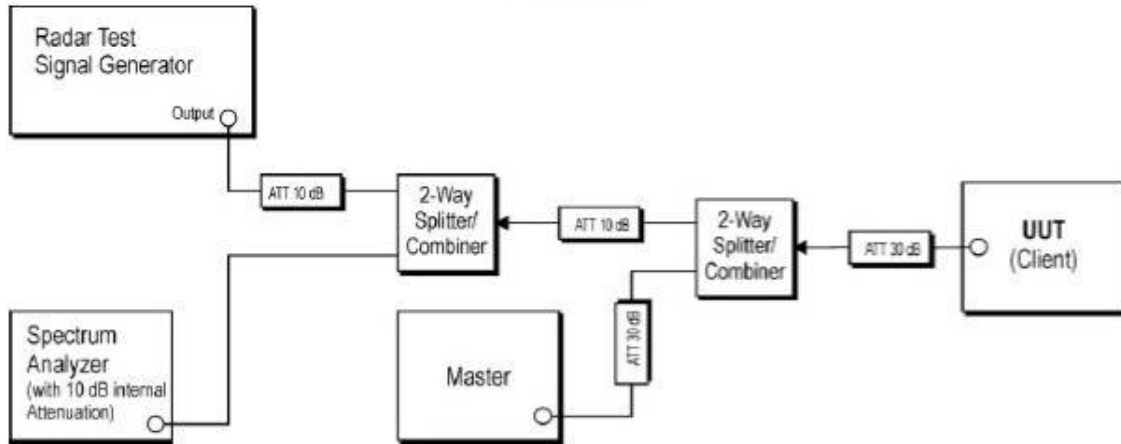 Radar Test
Signal Generator
Output
ATT 10 dB
2-Way
Splitter/
Combiner
ATT 10 dB
2-Way
Splitter/
Combiner
ATT 30 dB
UUT
(Client)
Spectrum
Analyzer
(with 10 dB internal
Attenuation)
Master
ATT 30 dB